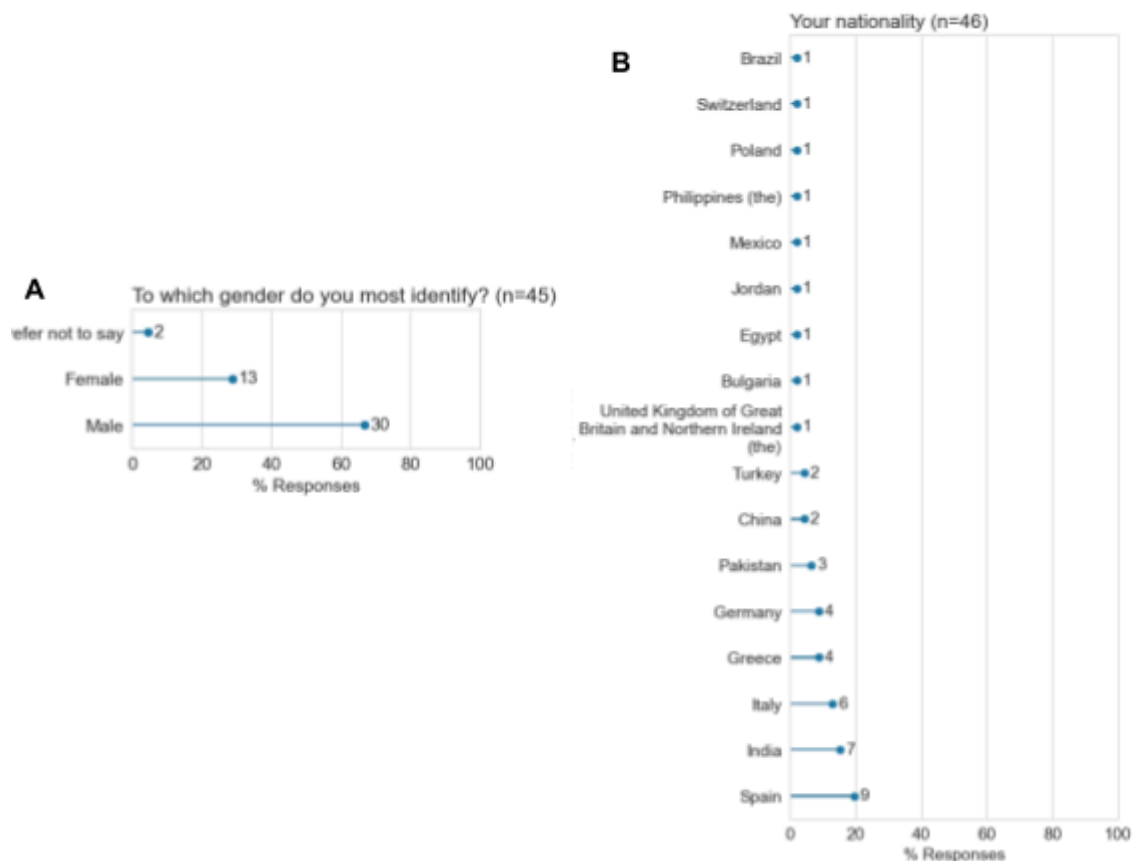 A
To which gender do you most identify? (n=45)
efer not to say 2
Female 13
Male 30
0 20 40 60 80 100
% Responses
B
Your nationality (n=46)
Brazil 1
Switzerland 1
Poland 1
Philippines (the) 1
Mexico 1
Jordan 1
Egypt 1
Bulgaria 1
United Kingdom of Great
Britain and Northern Ireland 1
(the)
Turkey 2
China 2
Pakistan 3
Germany 4
Greece 4
Italy 6
India 7
Spain 9
0 20 40 60 80 100
% Responses